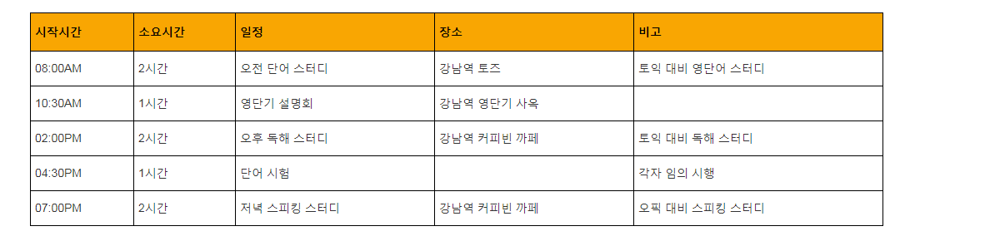 시작시간 소요시간 일정 장소 비고
08:00AM 2시간 오전 단어 스터디 강남역 토즈 토익 대비 영단어 스터디
10:30AM 1시간 영단기 설명회 강남역 영단기 사옥
02:00PM 2시간 오후 독해 스터디 강남역 커피빈 까페 토익 대비 독해 스터디
04:30PM 1시간 단어 시험 각자 임의 시행
07:00PM 2시간 저녁 스피킹 스터디 강남역 커피빈 까페 오픽 대비 스피킹 스터디